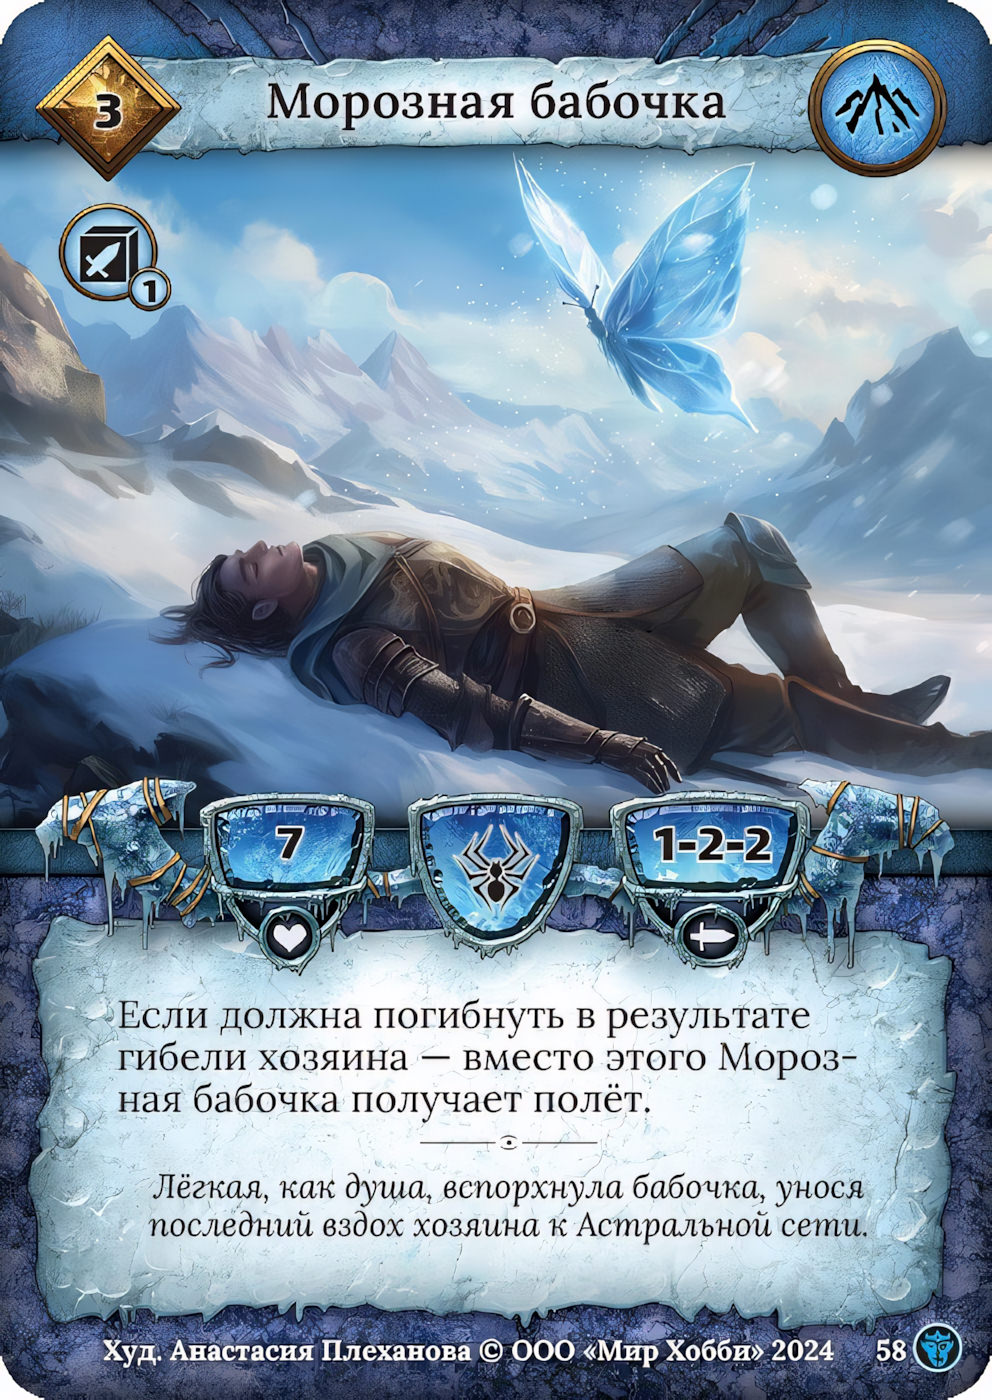 3
Морозная бабочка
1
7
1-2-2
Если должна погибнуть в результате
гибели хозяина — вместо этого Мороз-
ная бабочка получает полёт.
Лёгкая, как душа, вспорхнула бабочка, унося
последний вздох хозяина к Астральной сети.
Худ. Анастасия Плеханова © ООО «Мир Хобби» 2024
58